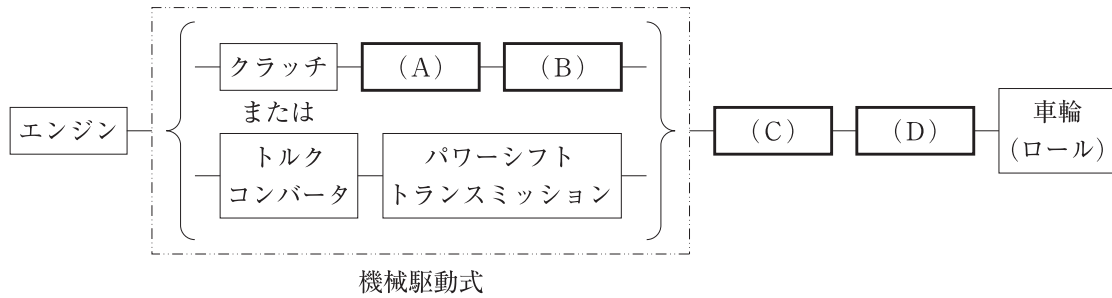 エンジン
クラッチ
(A)
(B)
または
トルク
コンバータ
パワーシフト
トランスミッション
(C)
(D)
車輪
(ロール)
機械駆動式